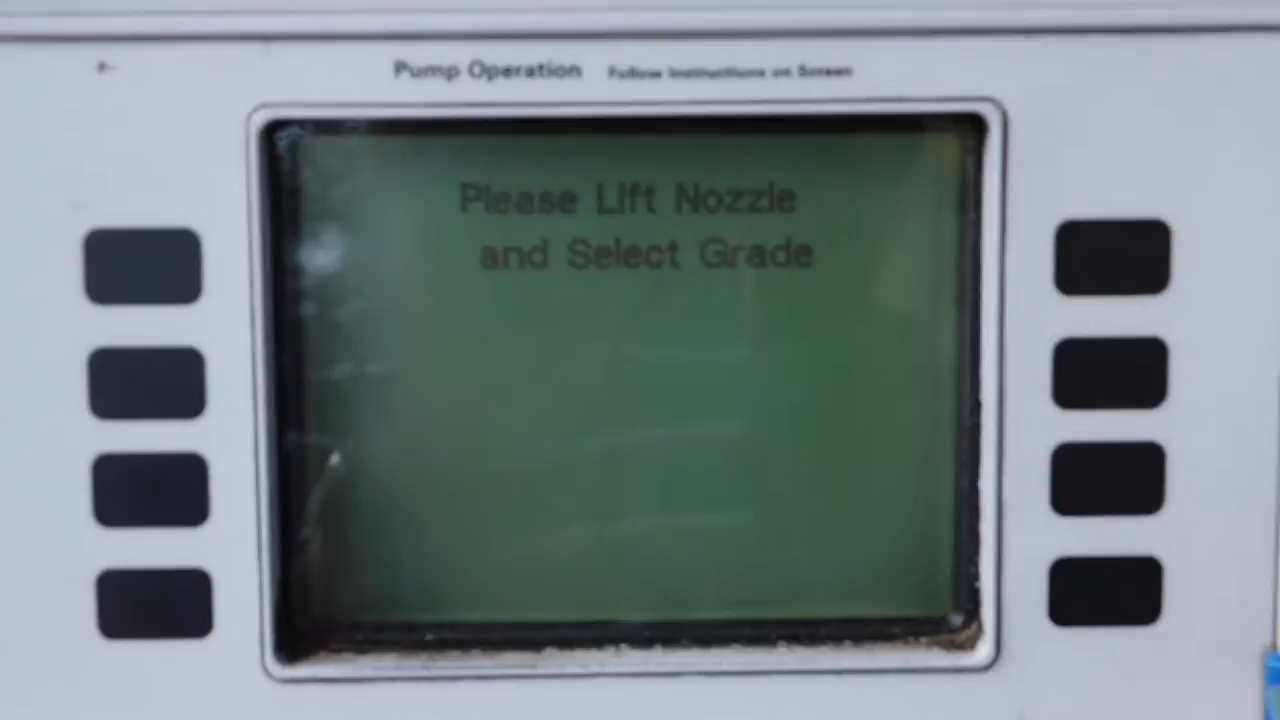 Pump Operation Follow Instructions on Screen
Please Lift Nozzle
and Select Grade